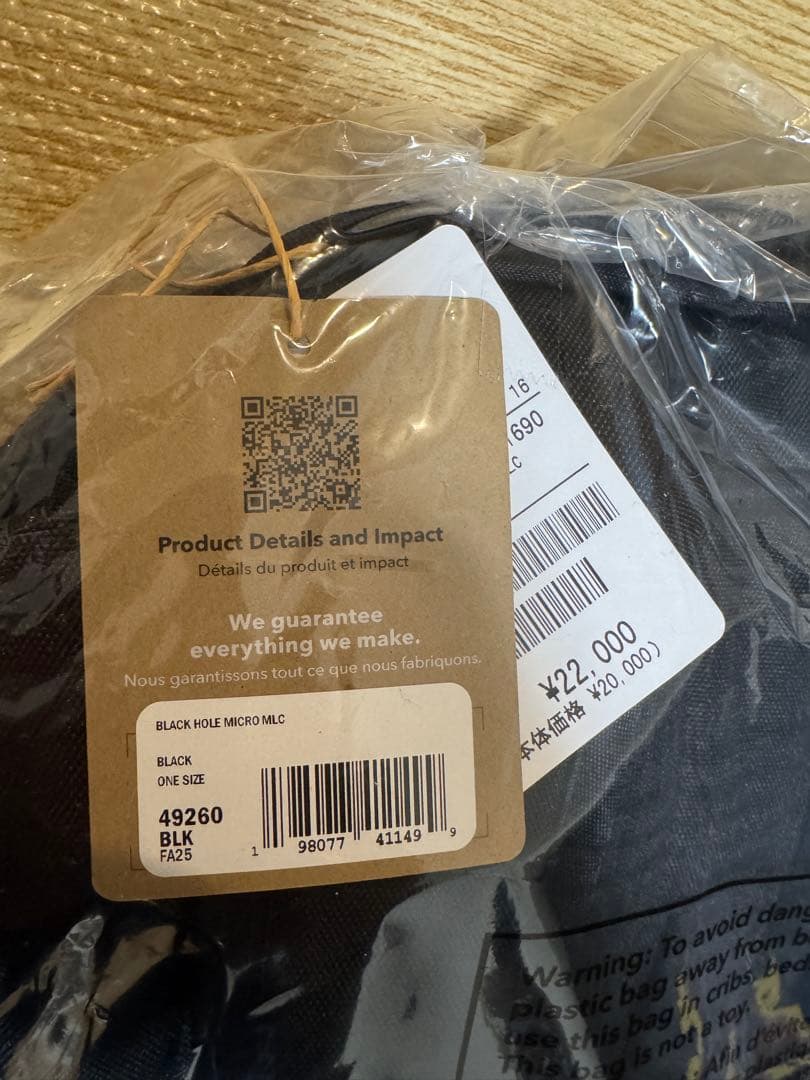 Product Details and Impact
Détails du produit et impact
We guarantee
everything we make.
Nous garantissons tout ce que nous fabriquons.
BLACK HOLE MICRO MLC
BLACK
ONE SIZE
49260
BLK
FA25
1 98077 41149 9
16
1690
LC
¥22,000
本体価格 ¥20,000)
Warning: To avoid
plastic bag away from
use this bag in cribs,
This bag is not a toy.
Afin